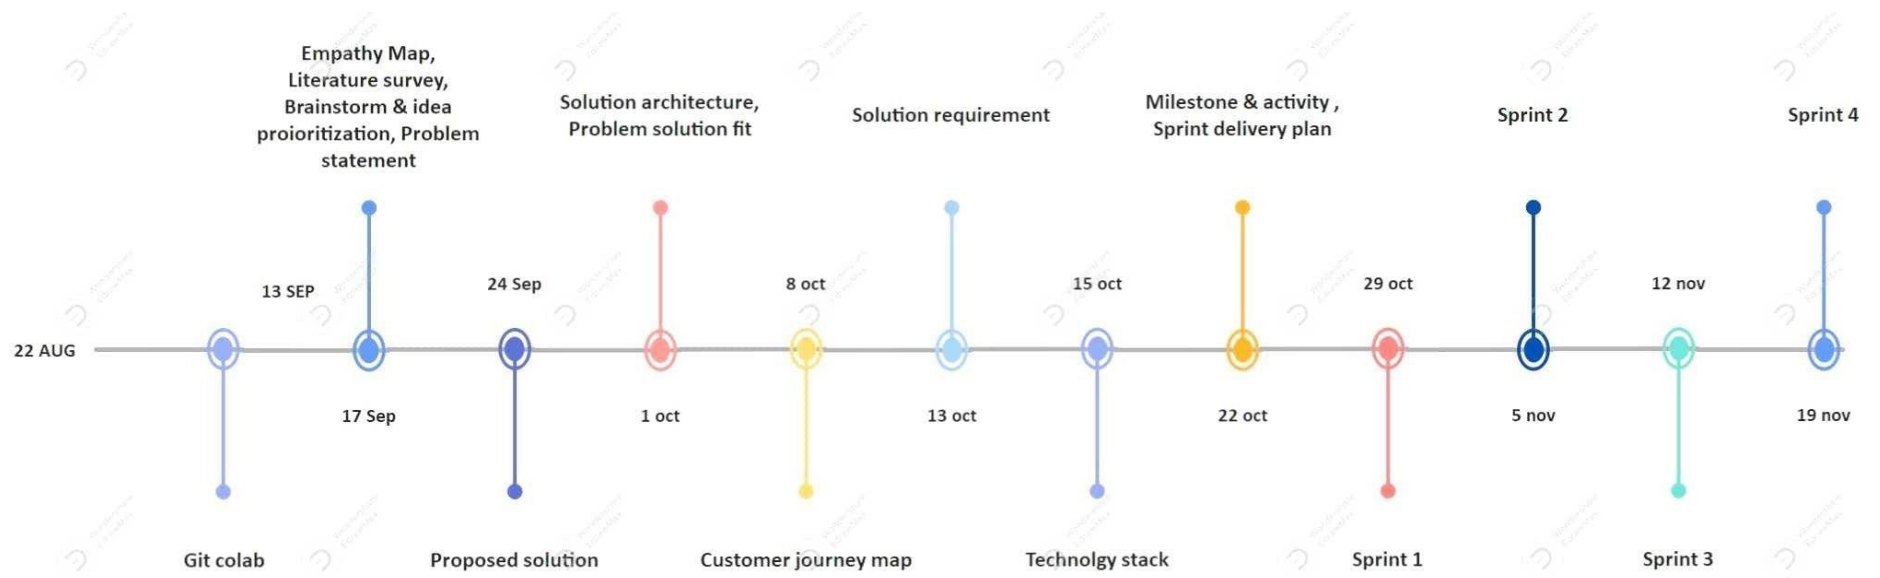 Empathy Map,
Literature survey,
Brainstorm & idea
proioritization, Problem
statement
Solution architecture,
Problem solution fit
Solution requirement
Milestone & activity ,
Sprint delivery plan
Sprint 2
Sprint 4
13 SEP
24 Sep
8 oct
15 oct
29 oct
12 nov
22 AUG
17 Sep
1 oct
13 oct
22 oct
5 nov
19 nov
Git colab
Proposed solution
Customer journey map
Technolgy stack
Sprint 1
Sprint 3